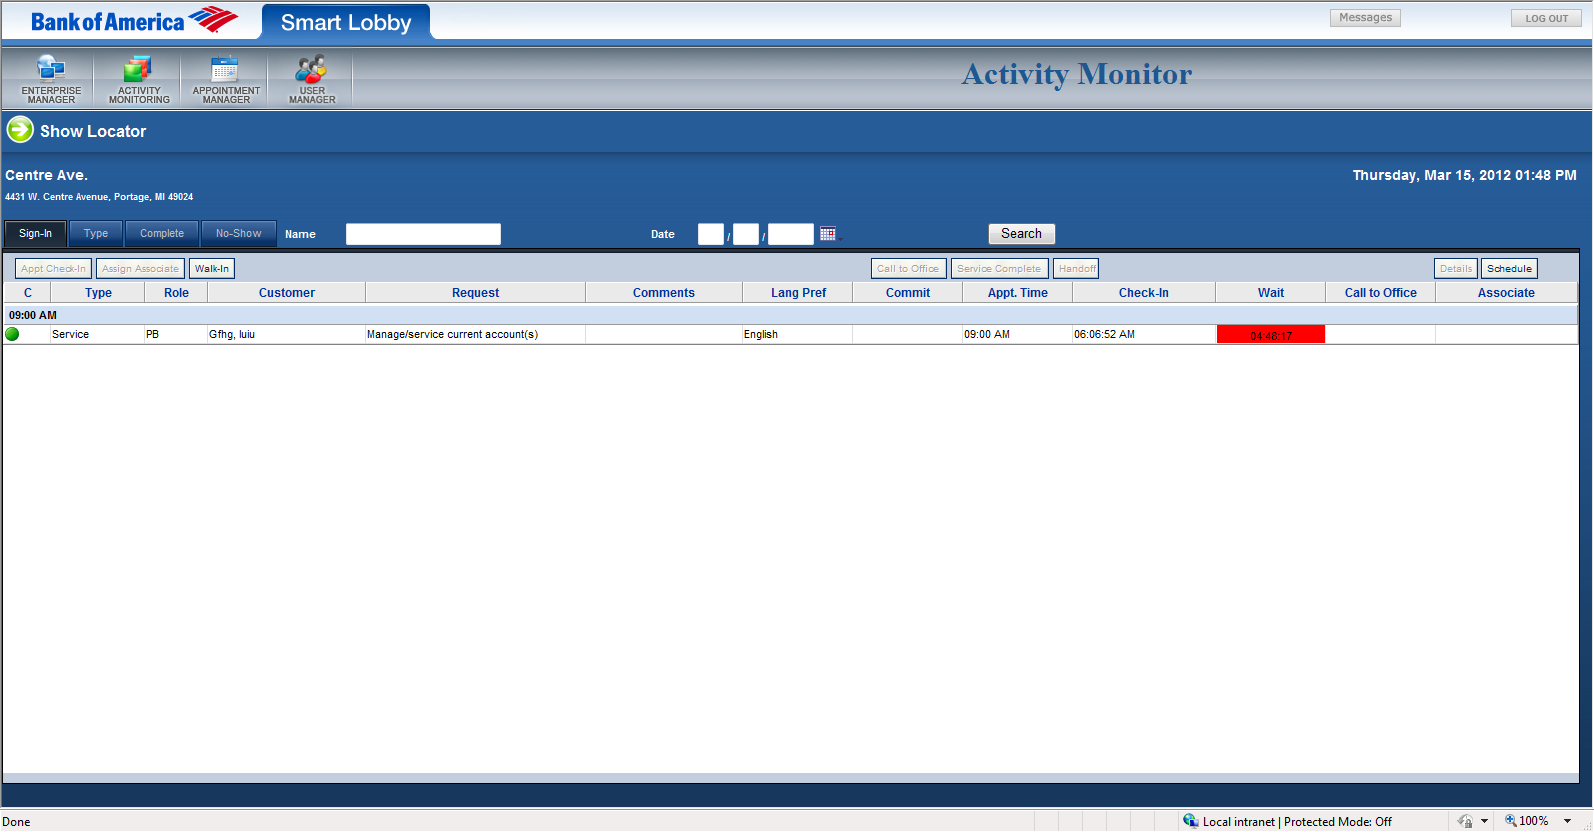 Bank of America Smart Lobby Messages LOG OUT
ENTERPRISE MANAGER ACTIVITY MONITORING APPOINTMENT MANAGER USER MANAGER Activity Monitor
Show Locator
Centre Ave. Thursday, Mar 15, 2012 01:48 PM
4431 W. Centre Avenue, Portage, MI 49024
Sign-In Type Complete No-Show Name Date / / Search
Appt Check-In Assign Associate Walk-In Call to Office Service Complete Handoff Details Schedule
C Type Role Customer Request Comments Lang Pref Commit Appt. Time Check-In Wait Call to Office Associate
09:00 AM
Service PB Gfhg, Iuiu Manage/service current account(s) English 09:00 AM 06:06:52 AM 04:46:17
Done Local intranet | Protected Mode: Off 100%